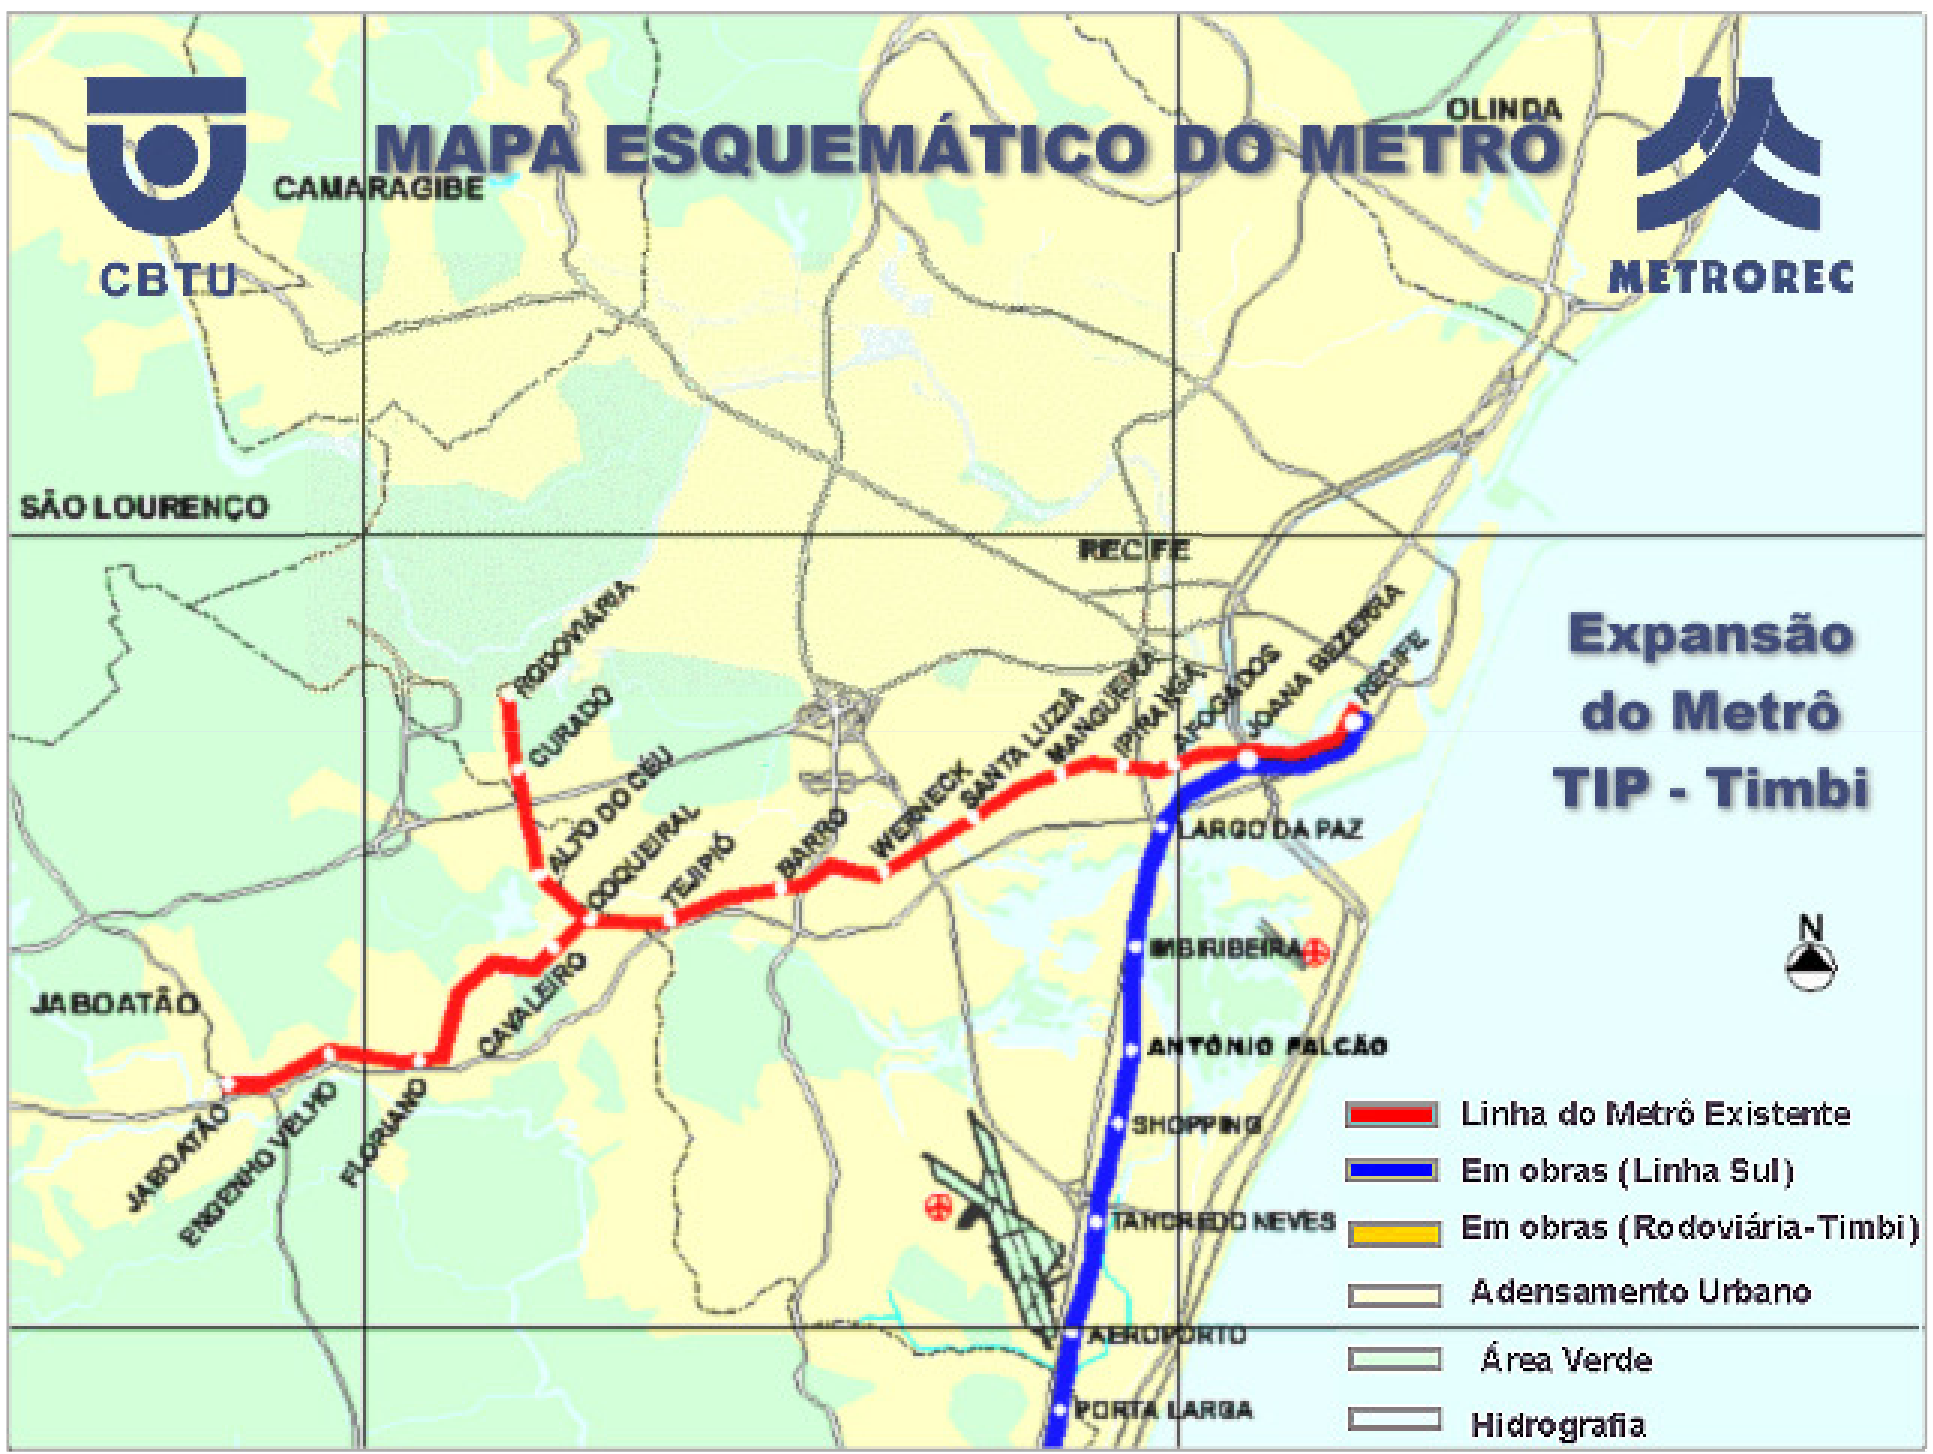 OLINDA
MAPA ESQUEMÁTICO DO METRÔ
CAMARAGIBE
CBTU
METROREC
SÃO LOURENÇO
RECIFE
RODOVIÁRIA
CURADO
ALTO DO CÉU
COQUEIRAL
TEJIPIÓ
BARRO
WERNECK
SANTA LUZIA
MANGUEIRA
IPIRANGA
AFOGADOS
JOANA BEZERRA
RECIFE
Expansão
do Metrô
TIP - Timbi
LARGO DA PAZ
IMBIRIBEIRA
N
JABOATÃO
CAVALEIRO
ANTÔNIO FALCÃO
JABOATÃO
ENGENHO VELHO
FLORIANO
SHOPPING
TANCREDO NEVES
AEROPORTO
PORTA LARGA
Linha do Metrô Existente
Em obras (Linha Sul)
Em obras (Rodoviária-Timbi)
Adensamento Urbano
Área Verde
Hidrografia